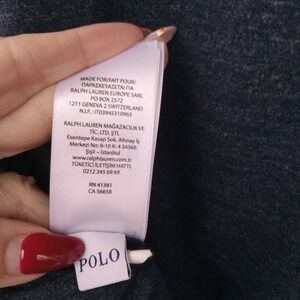 MADE FOR/FAIT POUR/
ΠΑΡΑΣΚΕΥΑΖΕΤΑΙ ΓΙΑ
RALPH LAUREN EUROPE SARL
PO BOX 2572
1211 GENEVA 2 SWITZERLAND
N.I.F.: IT03945310963
RALPH LAUREN MAĞAZACILIK VE
TİC. LTD. ŞTİ.
Esentepe Kasap Sok. Altınay İş
Merkezi No: 8-10 K: 4 34360
Şişli - İstanbul
www.ralphlauren.com
TÜKETİCİ İLETİŞİM HATTI:
0212 345 69 69
RN 41381
CA 56658
POLO